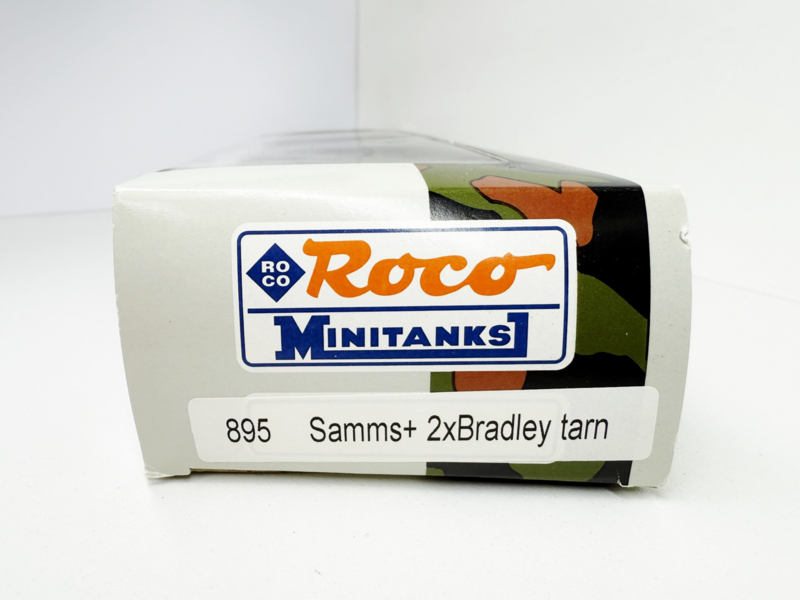 RO
CO
Roco
MINITANKS
895 Samms+ 2xBradley tarn